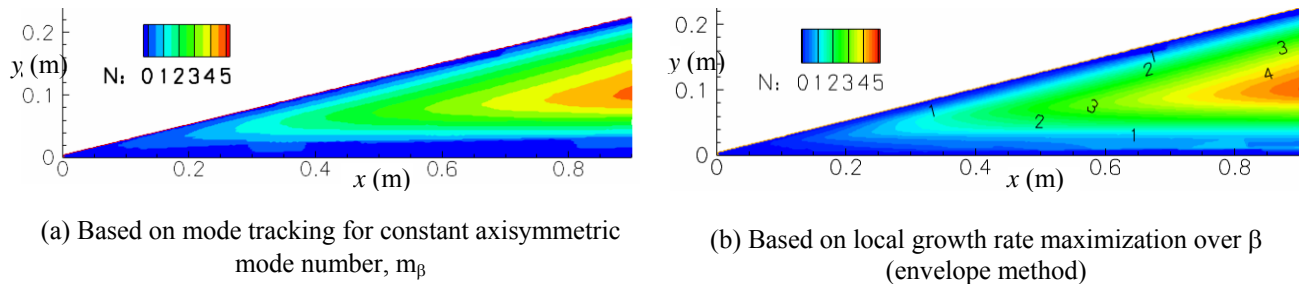 0.2
y (m)
0.1
0
N: 0 1 2 3 4 5
0
0.2
0.4
0.6
0.8
x (m)
(a) Based on mode tracking for constant axisymmetric
mode number, mβ
0.2
y (m)
0.1
0
N: 0 1 2 3 4 5
1
2
3
1
2
3
4
2
1
0
0.2
0.4
0.6
0.8
x (m)
(b) Based on local growth rate maximization over β
(envelope method)